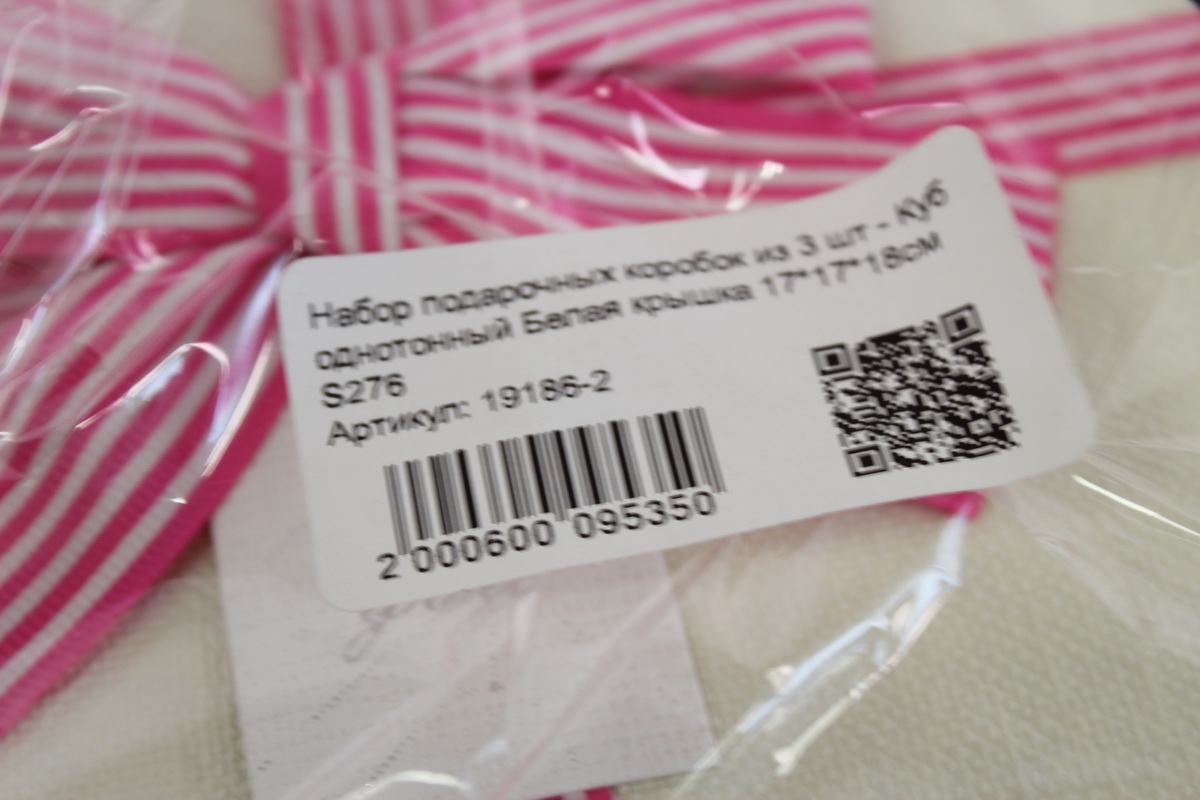 Набор подарочных коробок из 3 шт - Куб
однотонный Белая крышка 17*17*18см
S276
Артикул: 19186-2
2 000600 095350